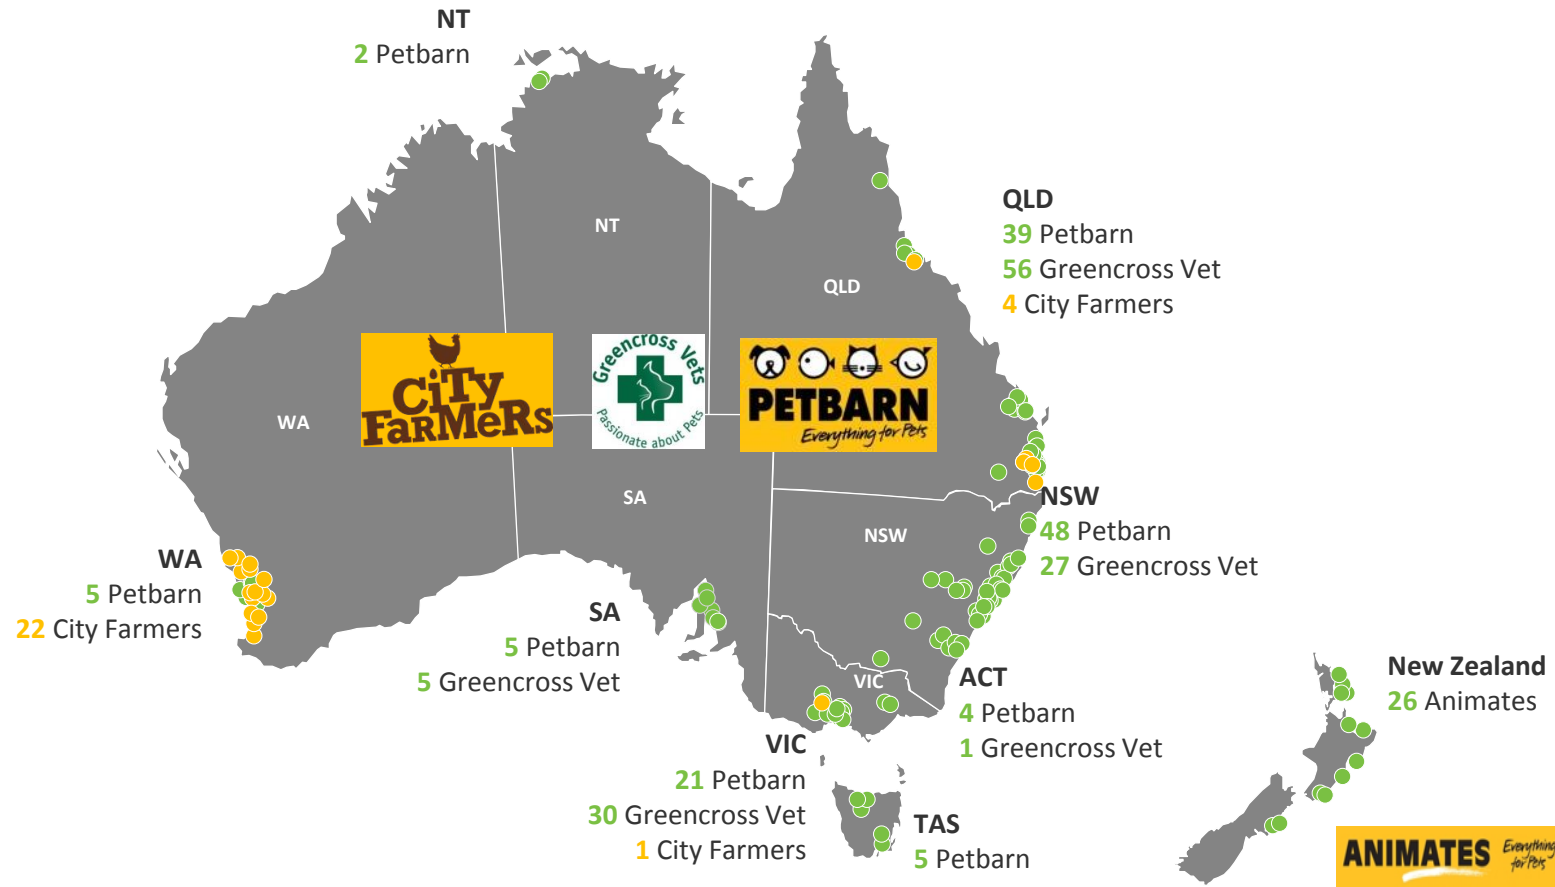 NT
2 Petbarn
NT
QLD
39 Petbarn
56 Greencross Vet
4 City Farmers
QLD
CiTy
FaRMeRs
Greencross Vets
Passionate about Pets
PETBARN
Everything for Pets
WA
SA
NSW
NSW
48 Petbarn
27 Greencross Vet
WA
5 Petbarn
22 City Farmers
SA
5 Petbarn
5 Greencross Vet
VIC
ACT
4 Petbarn
1 Greencross Vet
New Zealand
26 Animates
VIC
21 Petbarn
30 Greencross Vet
1 City Farmers
TAS
5 Petbarn
ANIMATES
Everything
for Pets